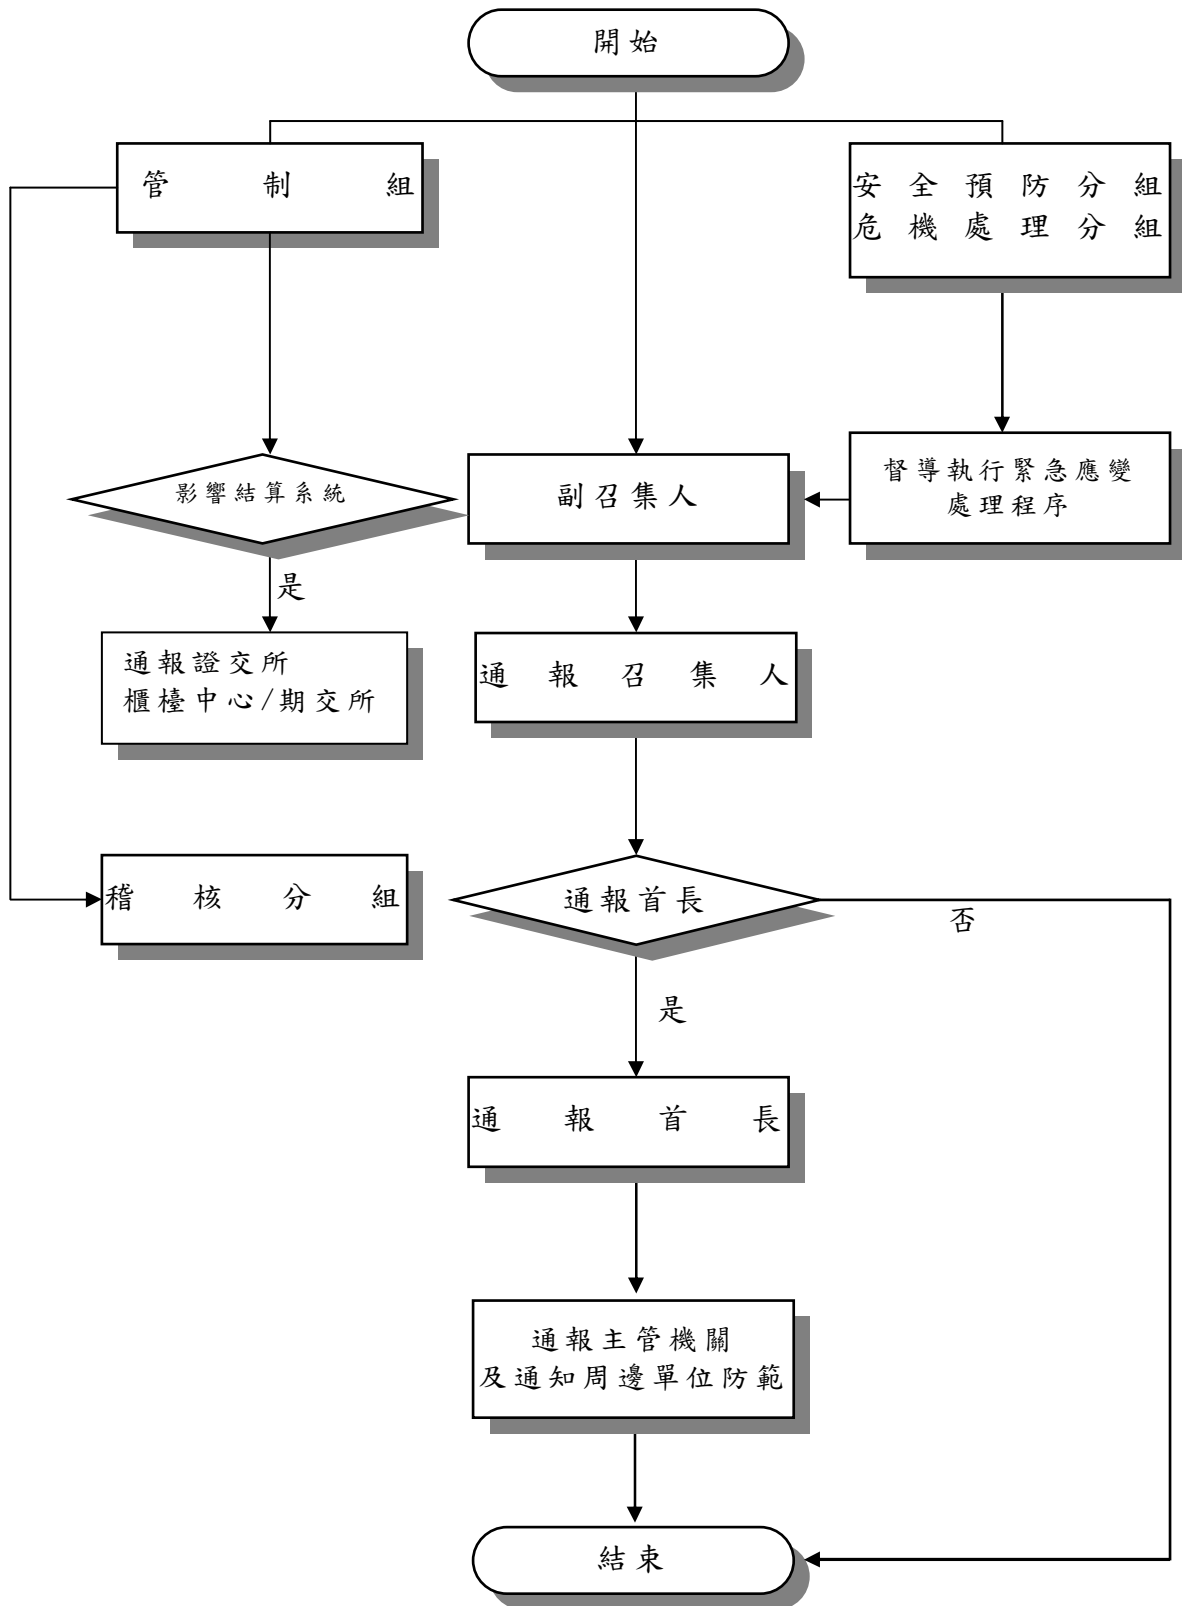 開始
管制組
安全預防分組
危機處理分組
影響結算系統
副召集人
督導執行緊急應變
處理程序
是
通報證交所
櫃檯中心/期交所
通報召集人
稽核分組
通報首長
否
是
通報首長
通報主管機關
及通知周邊單位防範
結束